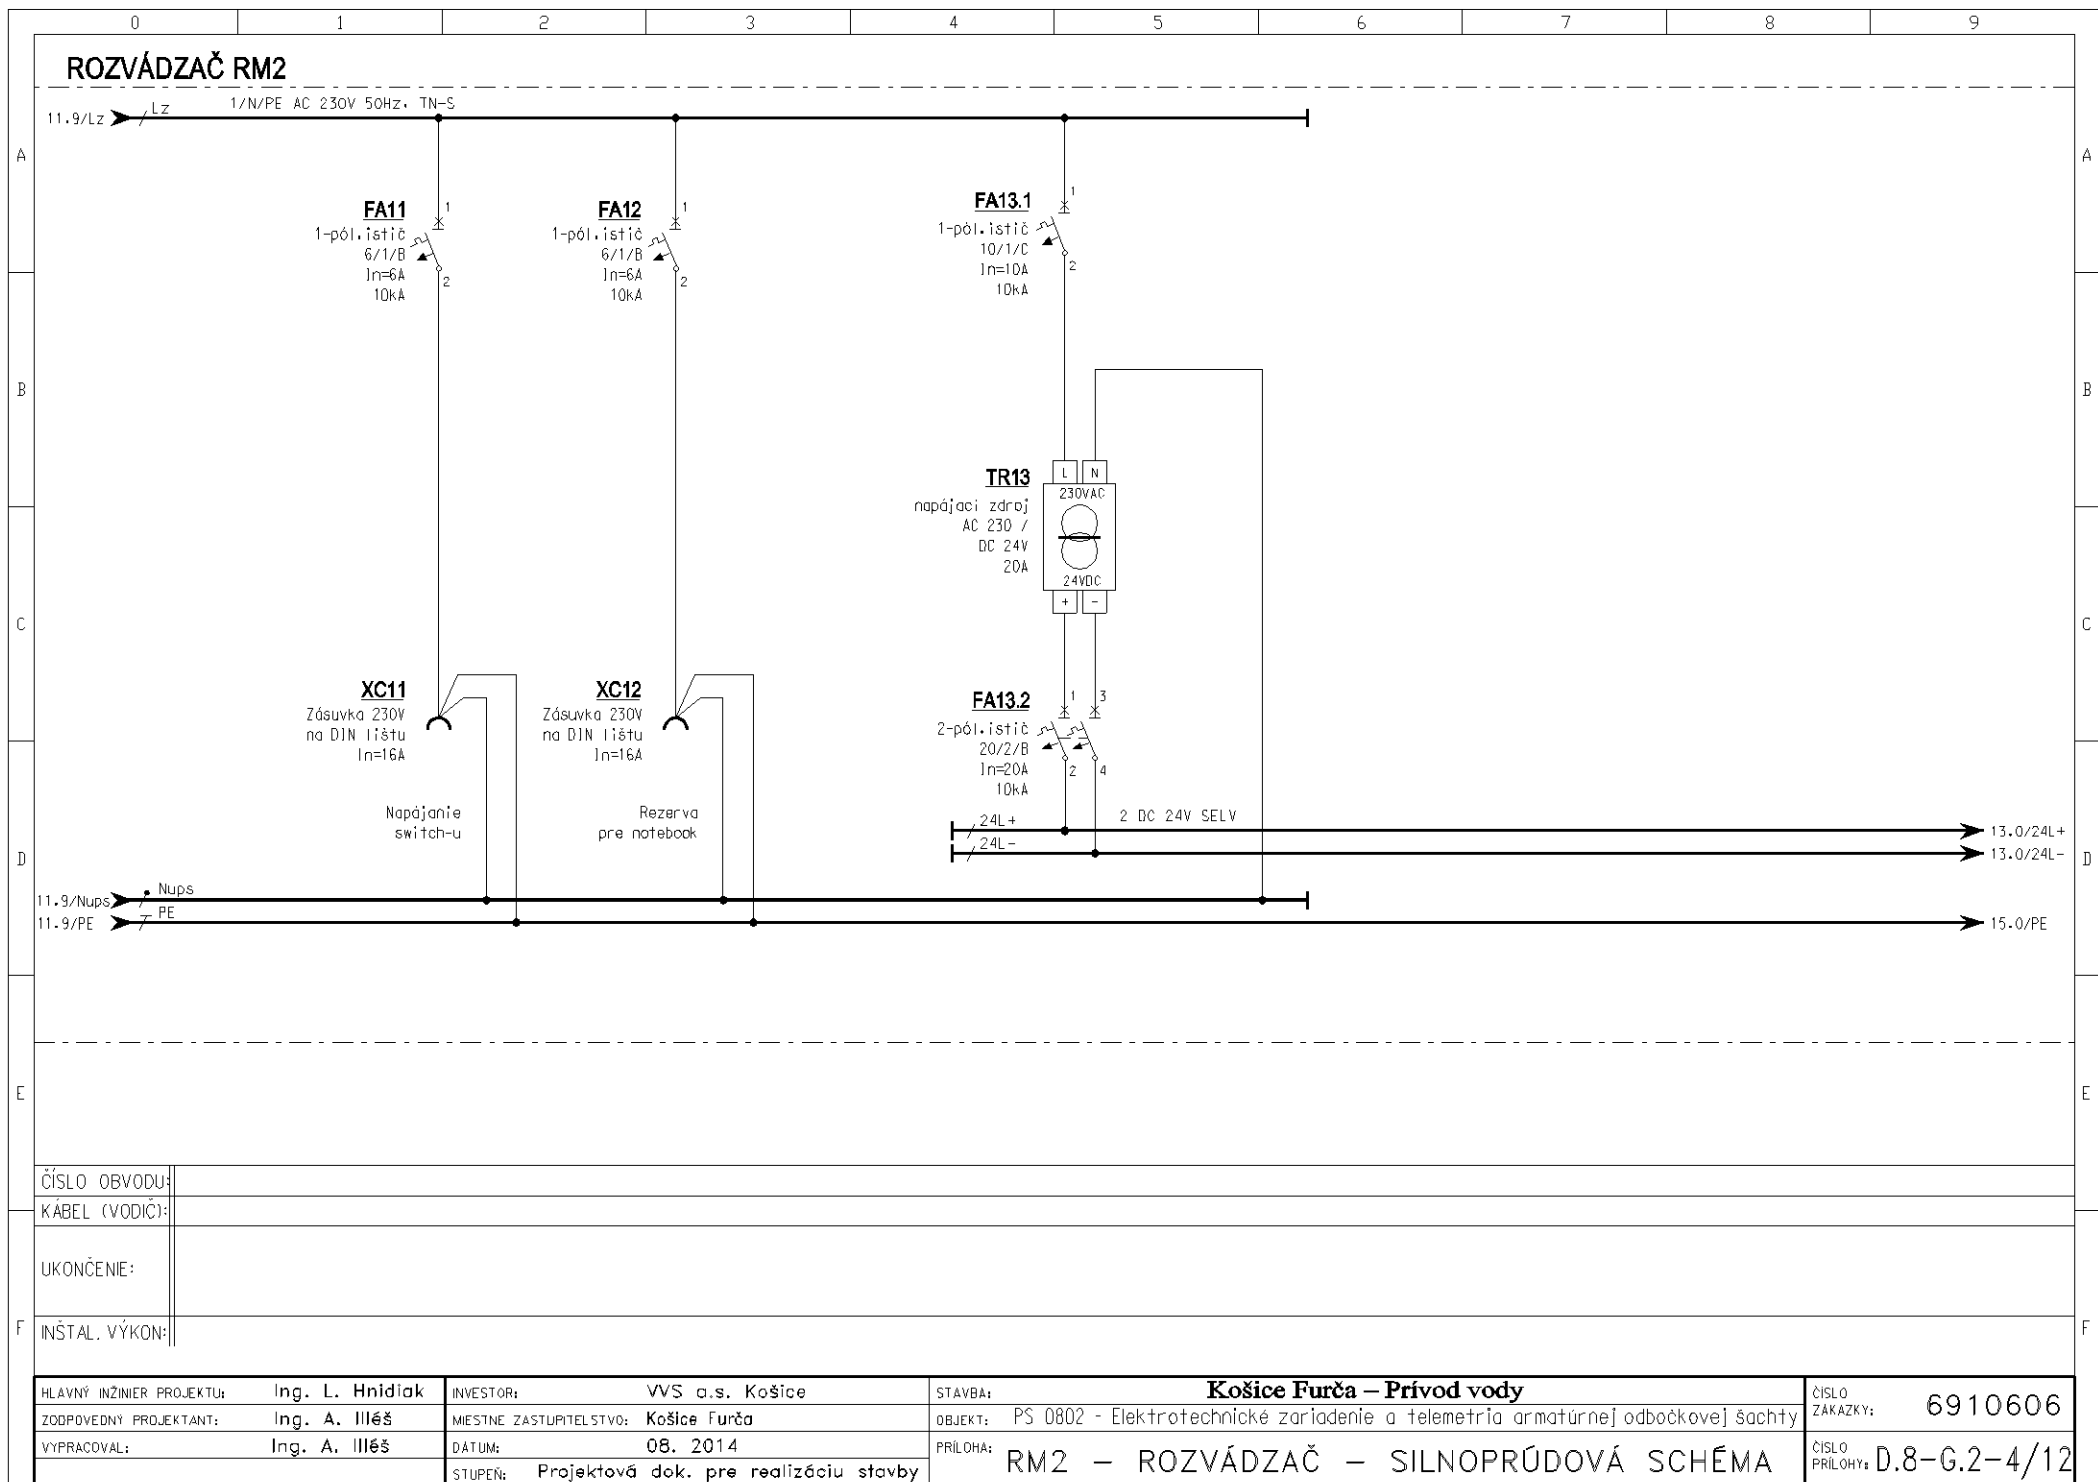 0 1 2 3 4 5 6 7 8 9
ROZVÁDZAČ RM2
11.9/Lz
Lz
1/N/PE AC 230V 50Hz. TN-S
A
A
FA11
1-pól.istič
6/1/B
In=6A
10kA
1
2
FA12
1-pól.istič
6/1/B
In=6A
10kA
1
2
FA13.1
1-pól.istič
10/1/C
In=10A
10kA
1
2
B
B
TR13
napájací zdroj
AC 230 /
DC 24V
20A
L N
230VAC
24VDC
+ -
C
C
XC11
Zásuvka 230V
na DIN lištu
In=16A
Napájanie
switch-u
XC12
Zásuvka 230V
na DIN lištu
In=16A
Rezerva
pre notebook
FA13.2
2-pól.istič
20/2/B
In=20A
10kA
1 3
2 4
24L+
2 DC 24V SELV
13.0/24L+
24L-
13.0/24L-
D
D
11.9/Nups
Nups
11.9/PE
PE
15.0/PE
E
E
ČÍSLO OBVODU:
KÁBEL (VODIČ):
UKONČENIE:
F
INŠTAL. VÝKON:
F
HLAVNÝ INŽINIER PROJEKTU: Ing. L. Hnidiak
ZODPOVEDNÝ PROJEKTANT: Ing. A. Illéš
VYPRACOVAL: Ing. A. Illéš
INVESTOR: VVS a.s. Košice
MIESTNE ZASTUPITELSTVO: Košice Furča
DÁTUM: 08. 2014
STUPEŇ: Projektová dok. pre realizáciu stavby
STAVBA: Košice Furča – Prívod vody
OBJEKT: PS 0802 - Elektrotechnické zariadenie a telemetria armatúrnej odbočkovej šachty
PRÍLOHA: RM2 – ROZVÁDZAČ – SILNOPRÚDOVÁ SCHÉMA
ČÍSLO
ZÁKAZKY: 6910606
ČÍSLO
PRÍLOHY: D.8-G.2-4/12